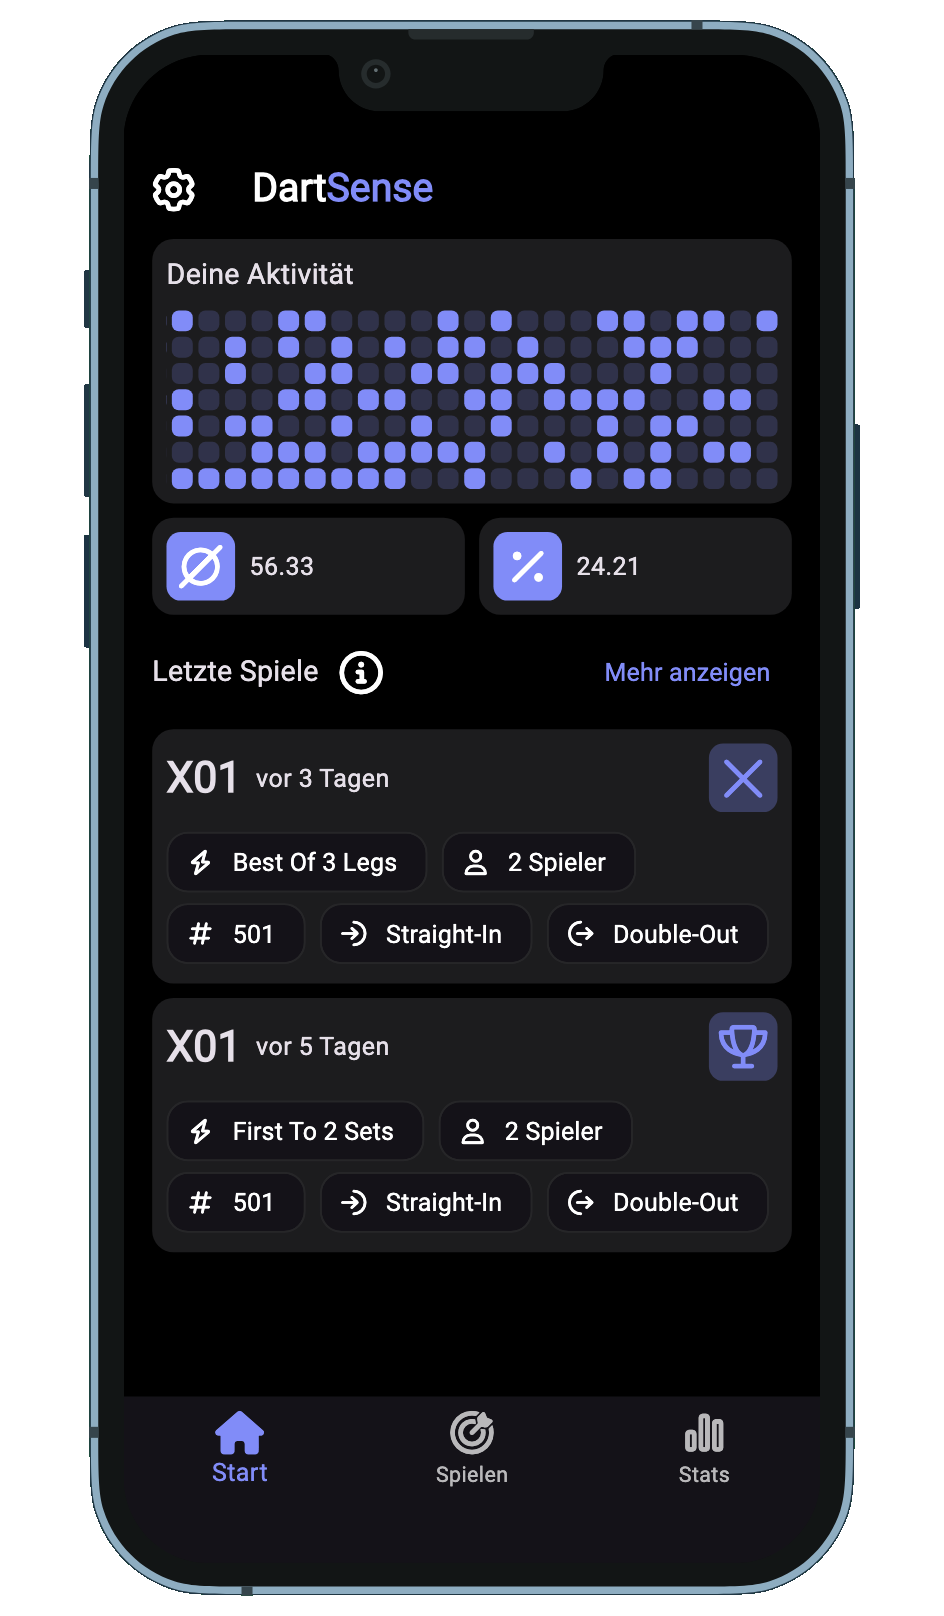 DartSense
Deine Aktivität
56.33
24.21
Letzte Spiele
Mehr anzeigen
X01 vor 3 Tagen
Best Of 3 Legs
2 Spieler
# 501
Straight-In
Double-Out
X01 vor 5 Tagen
First To 2 Sets
2 Spieler
# 501
Straight-In
Double-Out
Start
Spielen
Stats